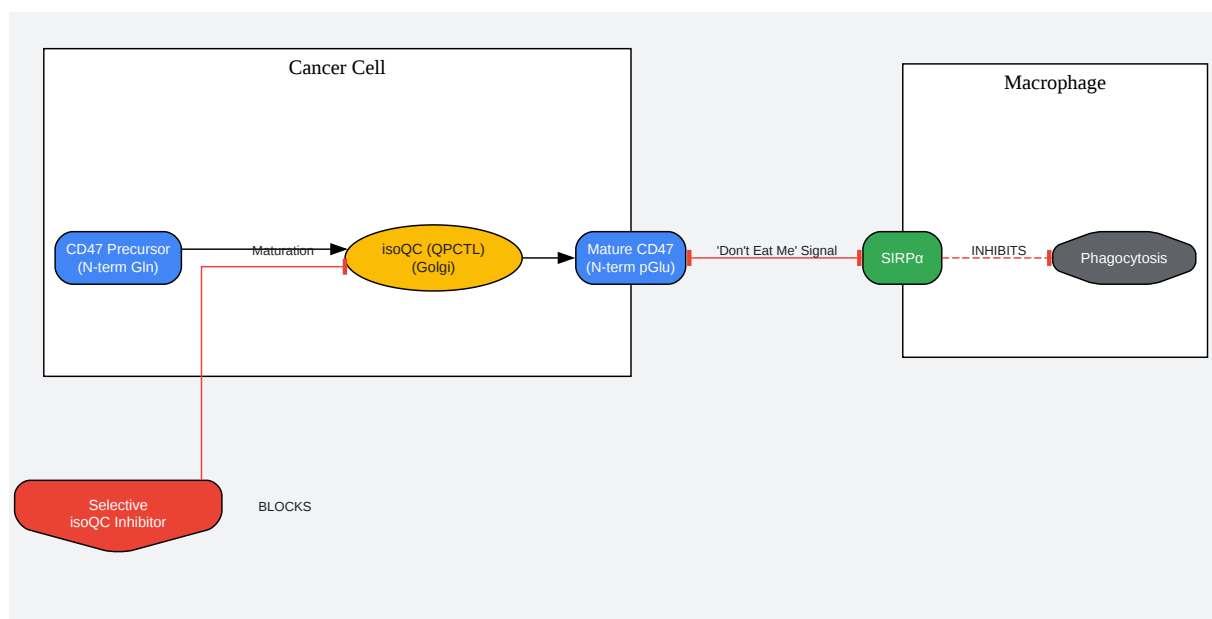 Cancer Cell
Macrophage
CD47 Precursor
(N-term Gln)
Maturation
isoQC (QPCTL)
(Golgi)
Mature CD47
(N-term pGlu)
'Don't Eat Me' Signal
SIRPα
INHIBITS
Phagocytosis
Selective
isoQC Inhibitor
BLOCKS